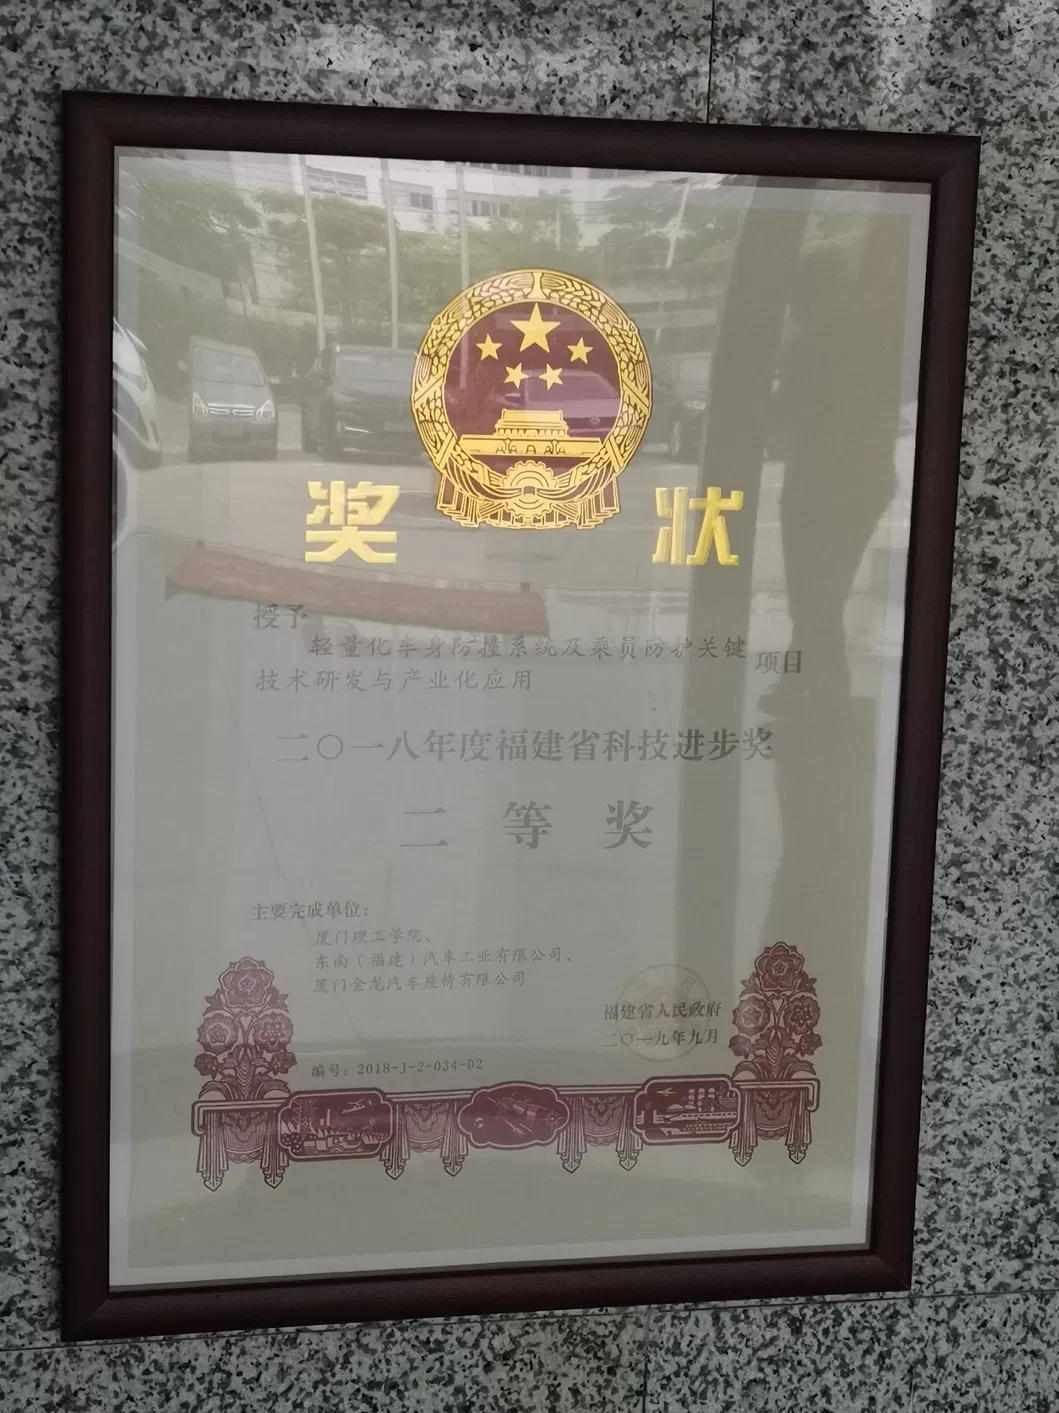 奖 状
授予
轻量化车身防撞系统及乘员防护关键
技术研发与产业化应用
项目
二〇一八年度福建省科技进步奖
二 等 奖
主要完成单位：
厦门理工学院、
东南（福建）汽车工业有限公司、
厦门金龙汽车座椅有限公司
福建省人民政府
二〇一九年九月
编号：2018-J-2-034-D2